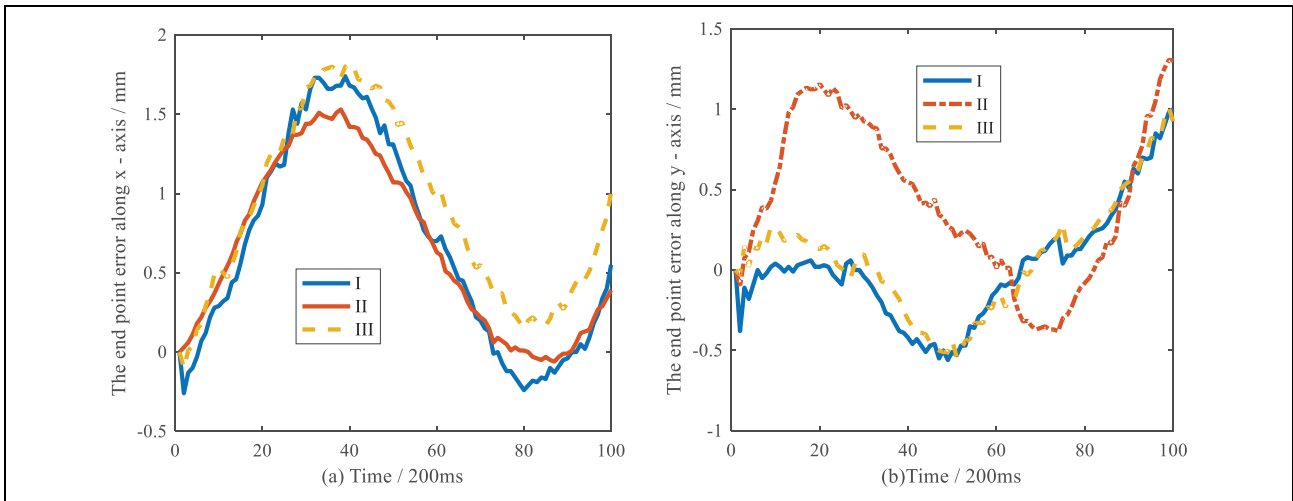 The end point error along x - axis / mm
2
1.5
1
0.5
0
-0.5
0 20 40 60 80 100
I
II
III
(a) Time / 200ms
The end point error along y - axis / mm
1.5
1
0.5
0
-0.5
-1
0 20 40 60 80 100
I
II
III
(b)Time / 200ms